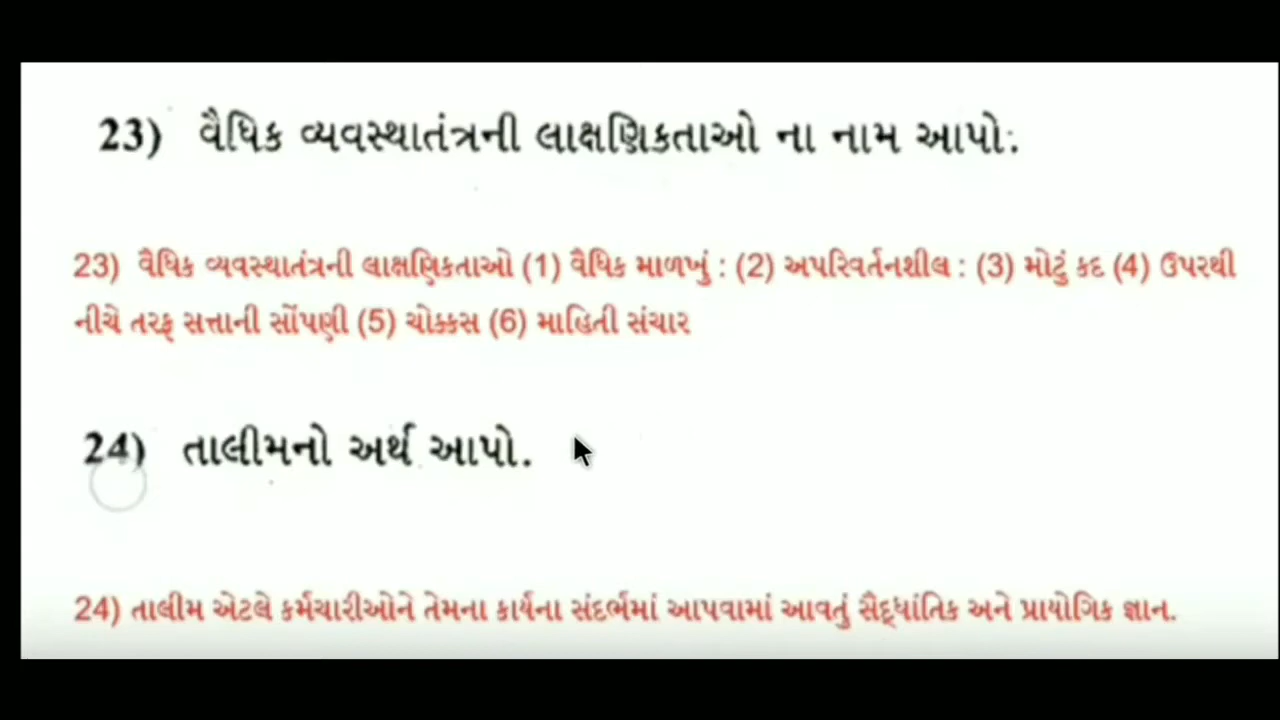 23) વૈધિક વ્યવસ્થાતંત્રની લાક્ષણિકતાઓ ના નામ આપો:
23) વૈધિક વ્યવસ્થાતંત્રની લાક્ષણિકતાઓ (1) વૈધિક માળખું : (2) અપરિવર્તનશીલ : (3) મોટું કદ (4) ઉપરથી
નીચે તરફ સત્તાની સોંપણી (5) ચોક્કસ (6) માહિતી સંચાર
24) તાલીમનો અર્થ આપો.
24) તાલીમ એટલે કર્મચારીઓને તેમના કાર્યના સંદર્ભમાં આપવામાં આવતું સૈદ્ધાંતિક અને પ્રાયોગિક જ્ઞાન.